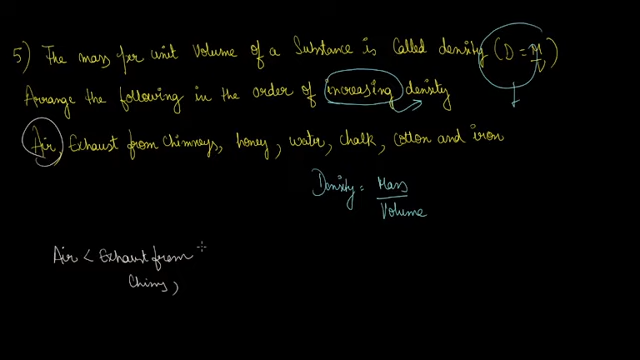 5) The mass per unit volume of a substance is called density (D = M/V)
Arrange the following in the order of increasing density
Air, Exhaust from chimneys, honey, water, chalk, cotton and iron
Density = Mass / Volume
Air < Exhaust from
Chims,